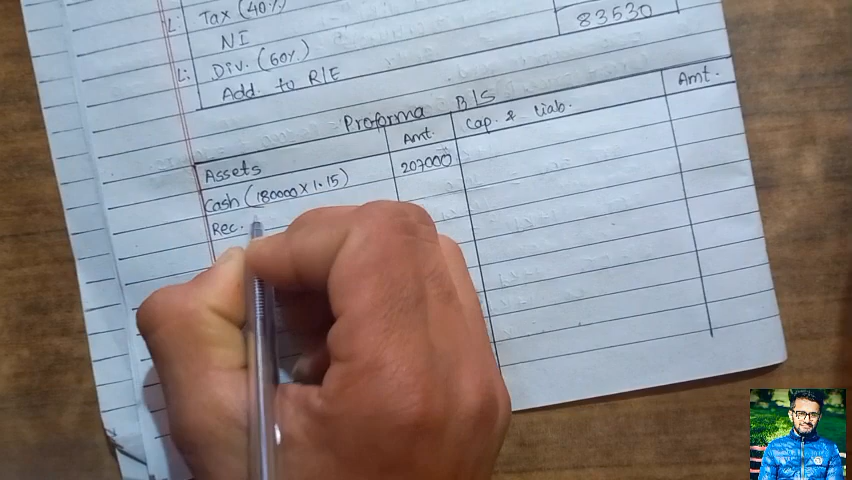 L: Tax (40%)
NI
83530
L: Div. (60%)
Add. to R/E
Proforma B/S
Assets Amt. Cap. & Liab. Amt.
Cash (180000 x 1.15) 207000
Rec.